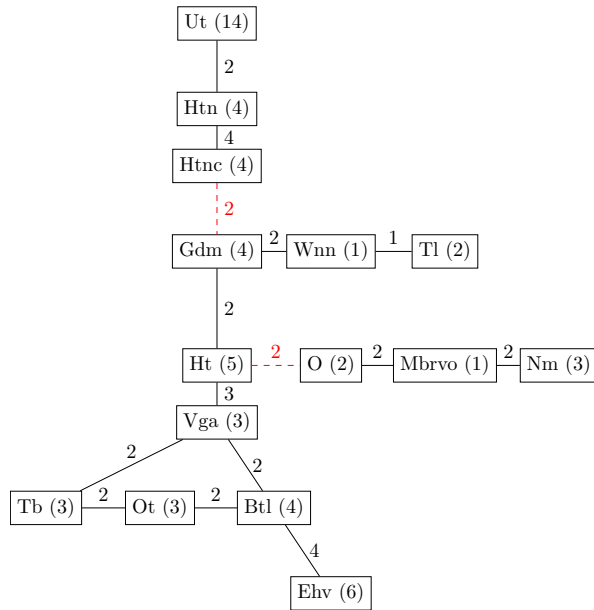 Ut (14)
2
Htn (4)
4
Htnc (4)
2
Gdm (4) 2 Wnn (1) 1 Tl (2)
2
Ht (5) 2 O (2) 2 Mbrvo (1) 2 Nm (3)
3
Vga (3)
2 2
Tb (3) 2 Ot (3) 2 Btl (4)
4
Ehv (6)